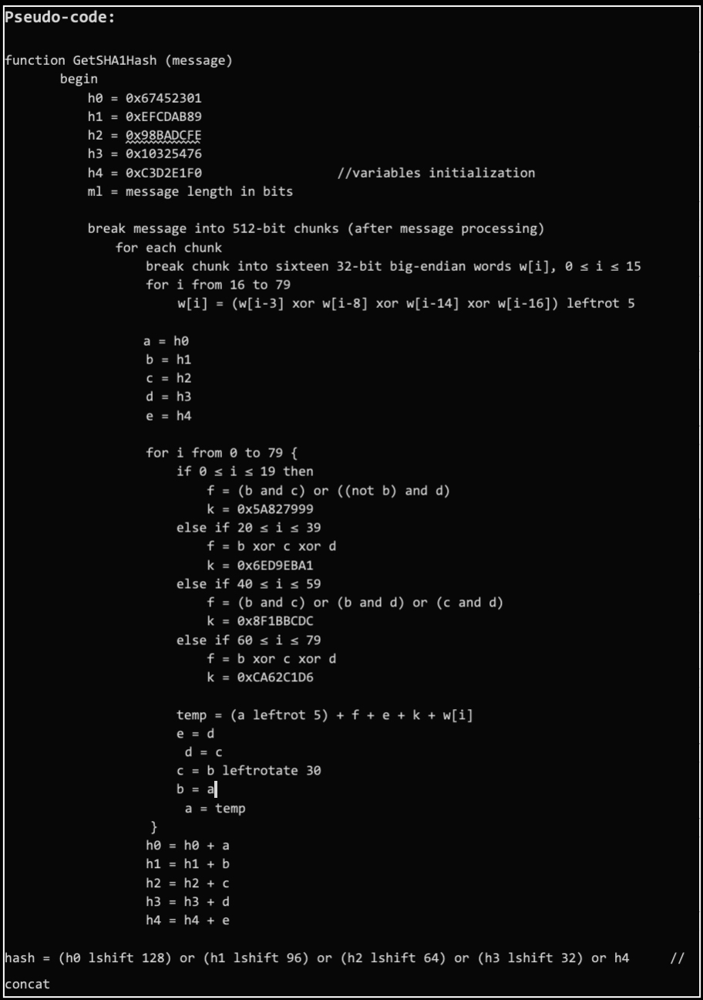 Pseudo-code:
function GetSHA1Hash (message)
begin
h0 = 0x67452301
h1 = 0xEFCDAB89
h2 = 0x98BADCFE
h3 = 0x10325476
h4 = 0xC3D2E1F0 //variables initialization
ml = message length in bits
break message into 512-bit chunks (after message processing)
for each chunk
break chunk into sixteen 32-bit big-endian words w[i], 0 ≤ i ≤ 15
for i from 16 to 79
w[i] = (w[i-3] xor w[i-8] xor w[i-14] xor w[i-16]) leftrot 5
a = h0
b = h1
c = h2
d = h3
e = h4
for i from 0 to 79 {
if 0 ≤ i ≤ 19 then
f = (b and c) or ((not b) and d)
k = 0x5A827999
else if 20 ≤ i ≤ 39
f = b xor c xor d
k = 0x6ED9EBA1
else if 40 ≤ i ≤ 59
f = (b and c) or (b and d) or (c and d)
k = 0x8F1BBCDC
else if 60 ≤ i ≤ 79
f = b xor c xor d
k = 0xCA62C1D6
temp = (a leftrot 5) + f + e + k + w[i]
e = d
d = c
c = b leftrotate 30
b = a
a = temp
}
h0 = h0 + a
h1 = h1 + b
h2 = h2 + c
h3 = h3 + d
h4 = h4 + e
hash = (h0 lshift 128) or (h1 lshift 96) or (h2 lshift 64) or (h3 lshift 32) or h4 //
concat